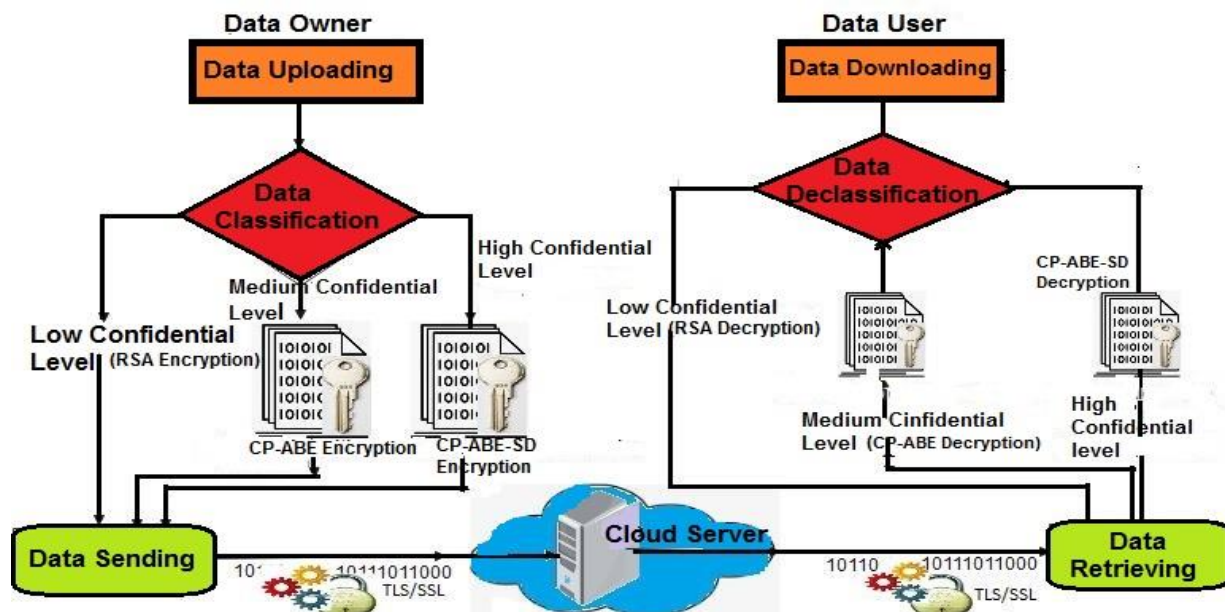 Data Owner
Data Uploading
Data
Classification
High Confidential
Level
Medium Confidential
Level
Low Confidential
Level (RSA Encryption)
CP-ABE Encryption
CP-ABE-SD
Encryption
Data Sending
10111011000
TLS/SSL
Cloud Server
Data User
Data Downloading
Data
Declassification
CP-ABE-SD
Decryption
Low Confidential
Level (RSA Decryption)
Medium Cinfidential
Level (CP-ABE Decryption)
High
Confidential
level
10110 10111011000
TLS/SSL
Data
Retrieving